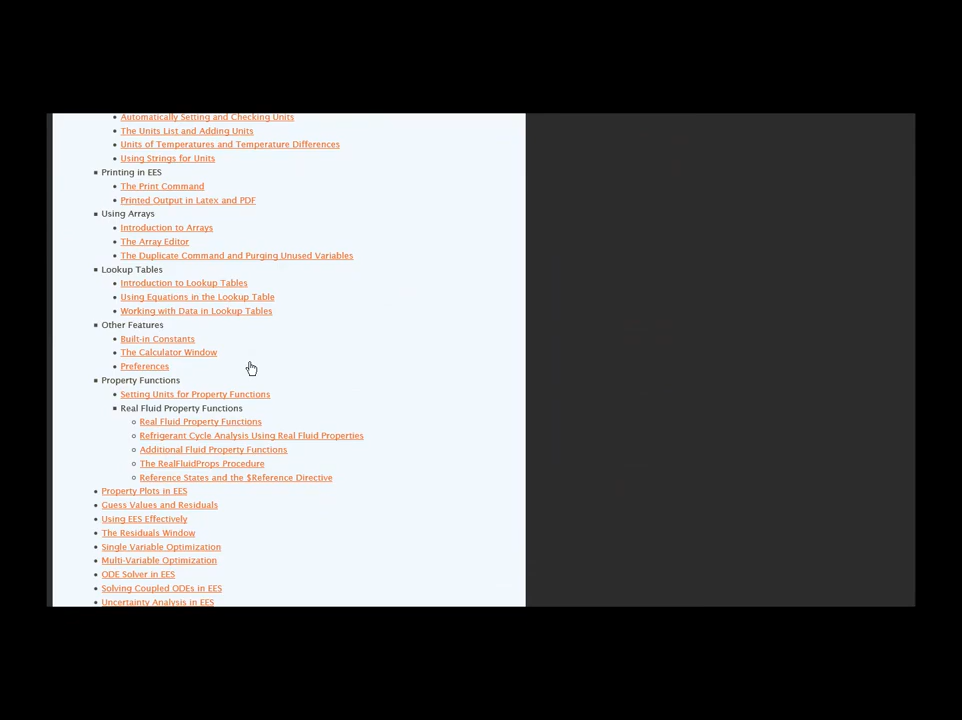 Automatically Setting and Checking Units
The Units List and Adding Units
Units of Temperatures and Temperature Differences
Using Strings for Units
Printing in EES
The Print Command
Printed Output in Latex and PDF
Using Arrays
Introduction to Arrays
The Array Editor
The Duplicate Command and Purging Unused Variables
Lookup Tables
Introduction to Lookup Tables
Using Equations in the Lookup Table
Working with Data in Lookup Tables
Other Features
Built-in Constants
The Calculator Window
Preferences
Property Functions
Setting Units for Property Functions
Real Fluid Property Functions
Real Fluid Property Functions
Refrigerant Cycle Analysis Using Real Fluid Properties
Additional Fluid Property Functions
The RealFluidProps Procedure
Reference States and the $Reference Directive
Property Plots in EES
Guess Values and Residuals
Using EES Effectively
The Residuals Window
Single Variable Optimization
Multi-Variable Optimization
ODE Solver in EES
Solving Coupled ODEs in EES
Uncertainty Analysis in EES